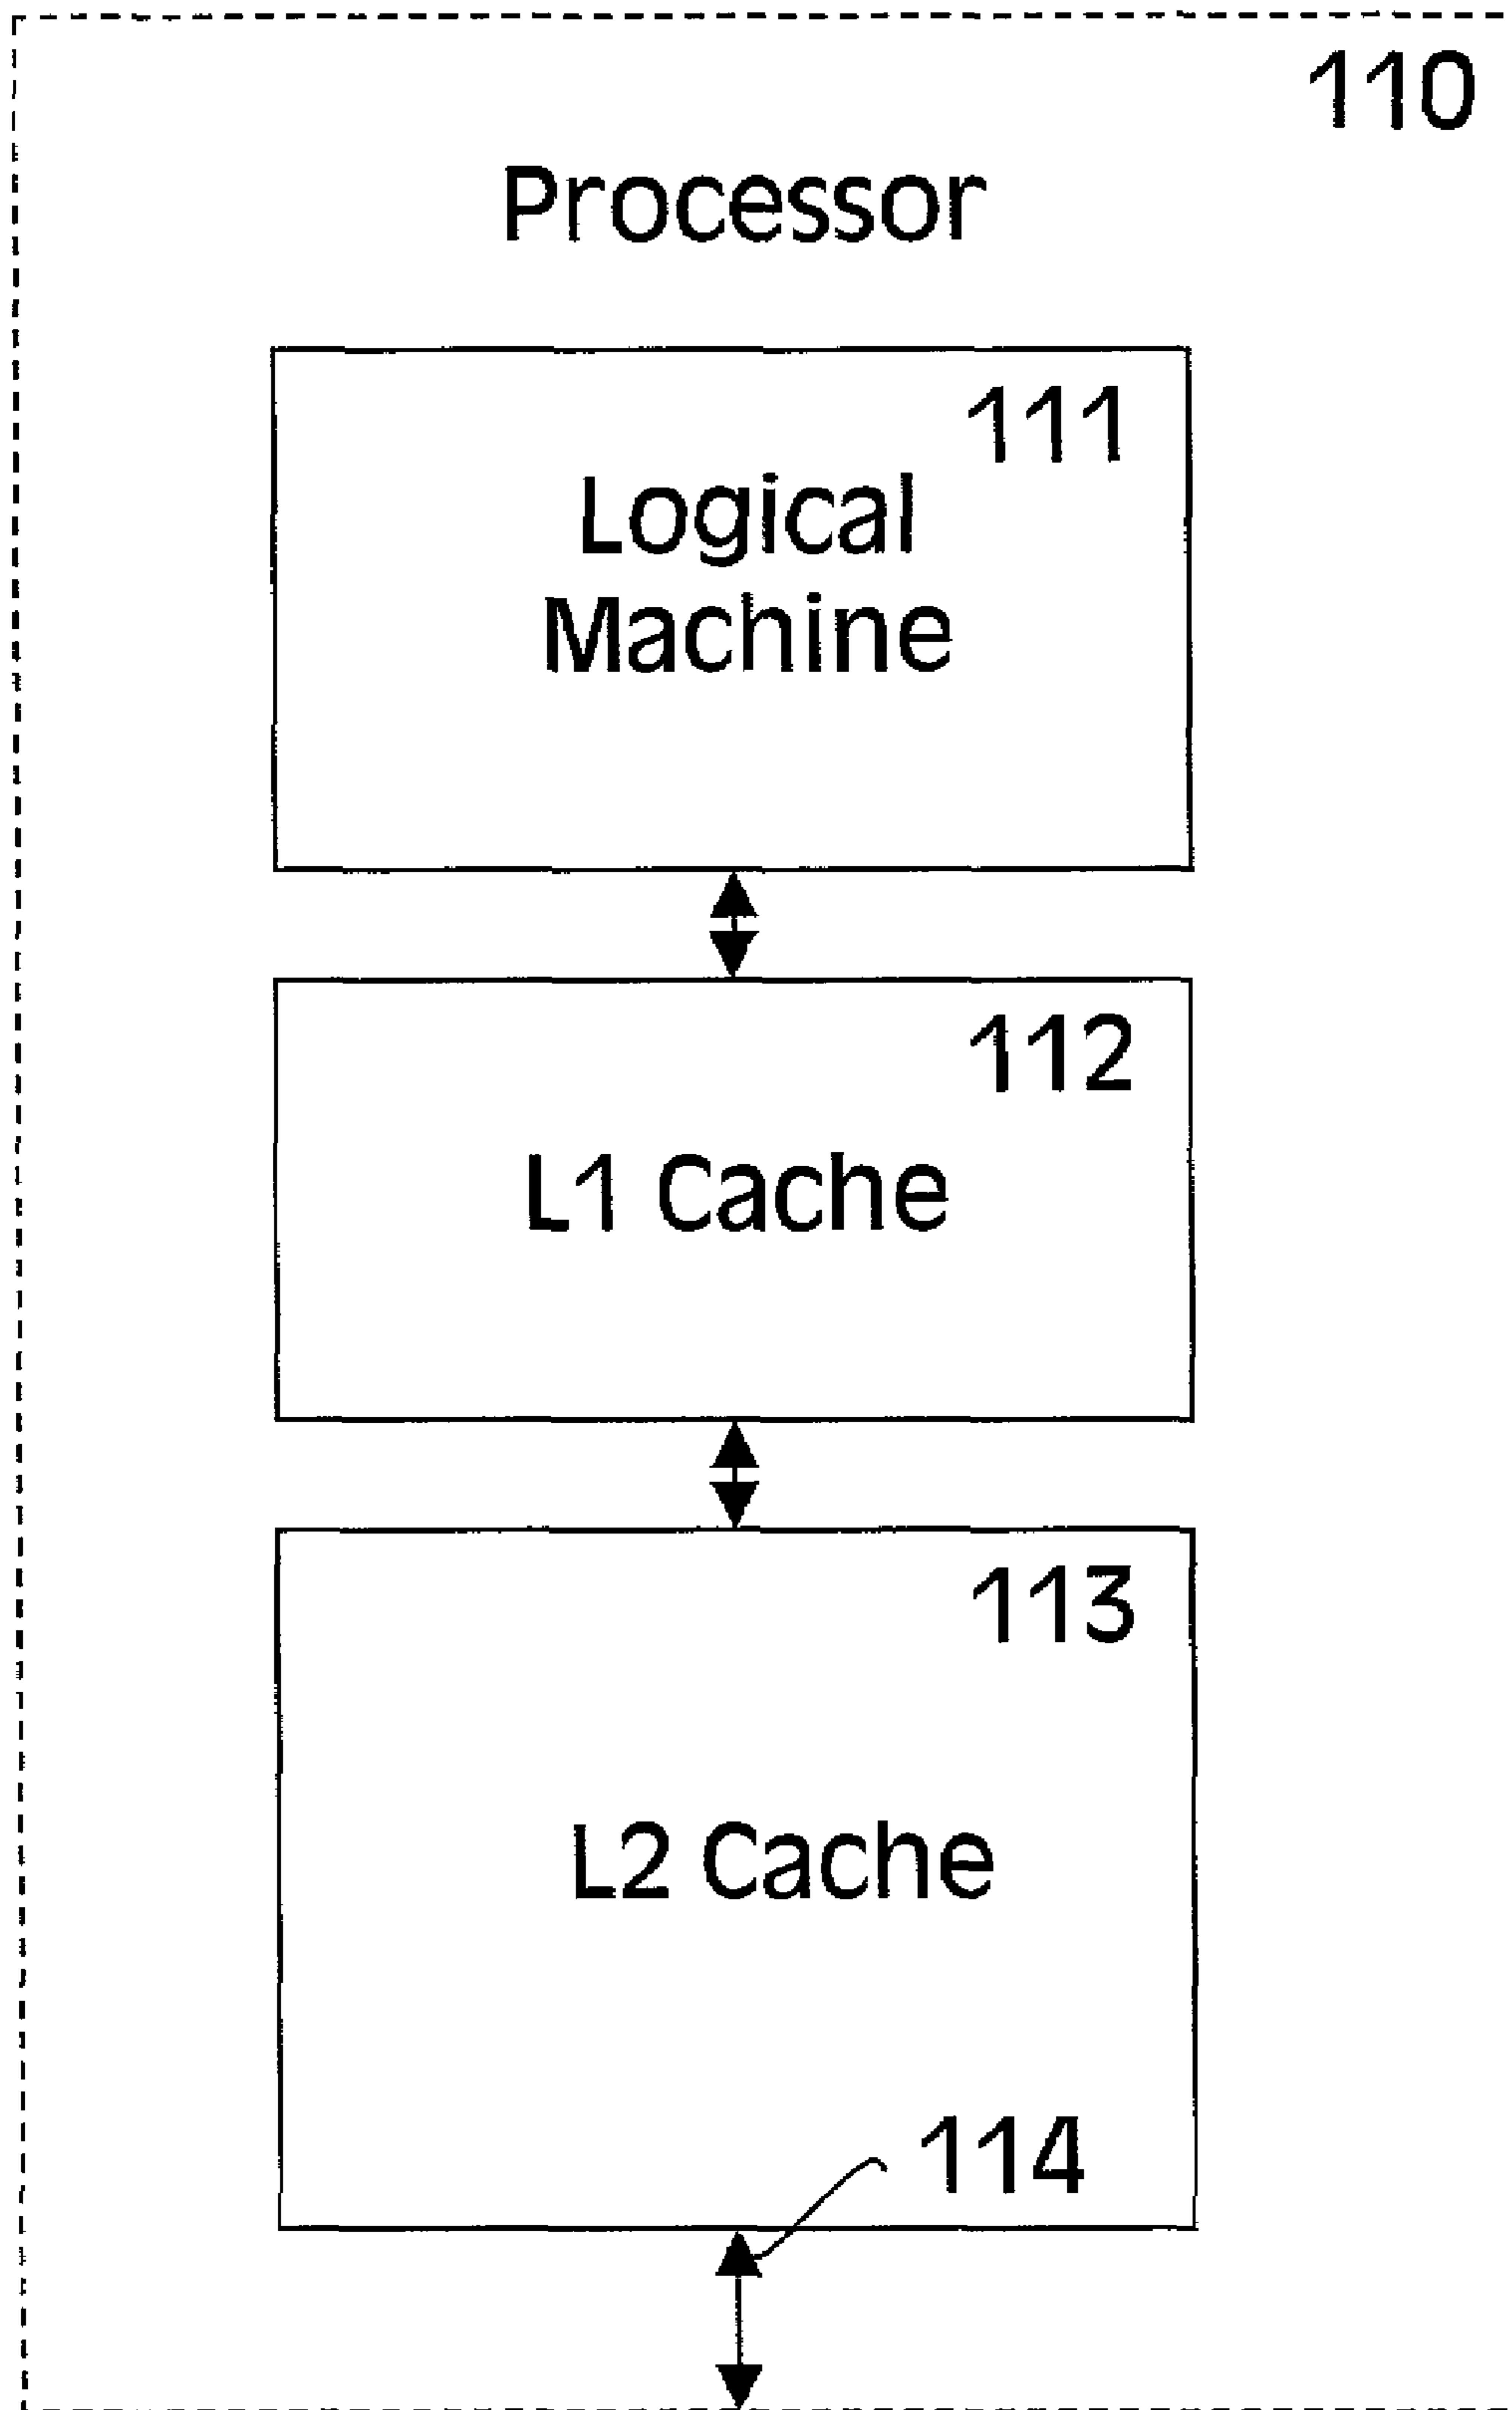 110
Processor
111
Logical
Machine
112
L1 Cache
113
L2 Cache
114